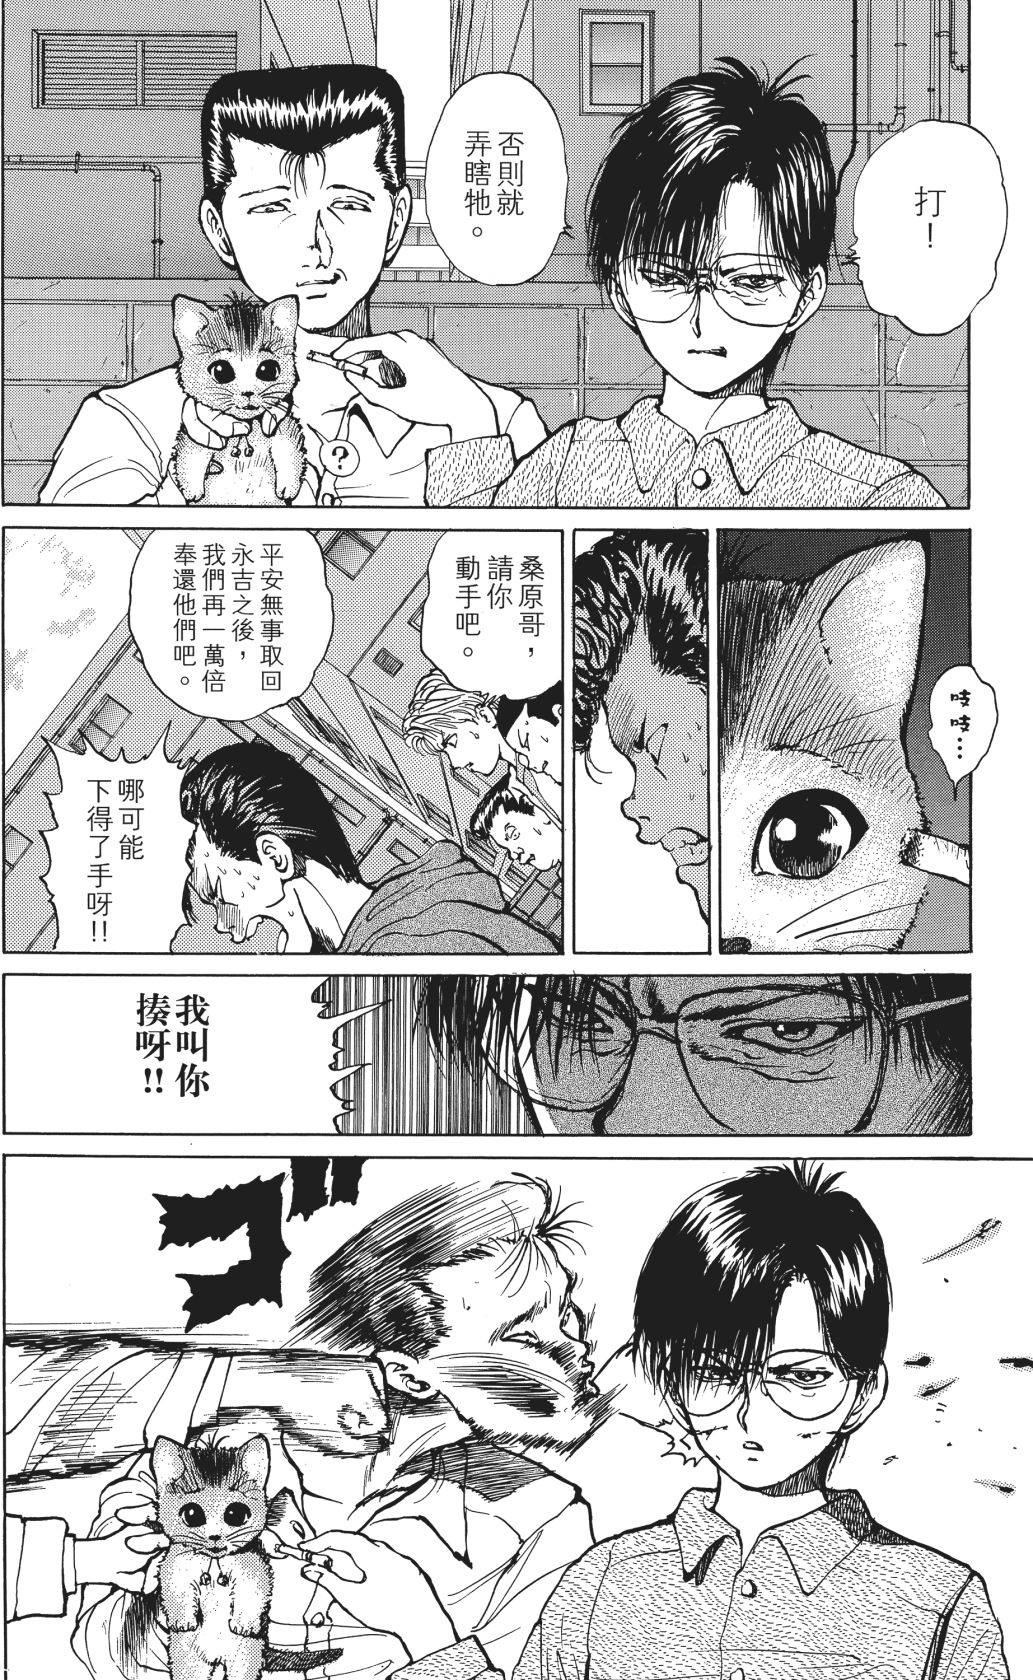 打！
否則就
弄瞎牠。
?
吱吱…
桑原哥，
請你
動手吧。
平安無事取回
永吉之後，
我們再一萬倍
奉還他們吧。
哪可能
下得了手呀!!
我叫你
揍呀!!
ゴッ